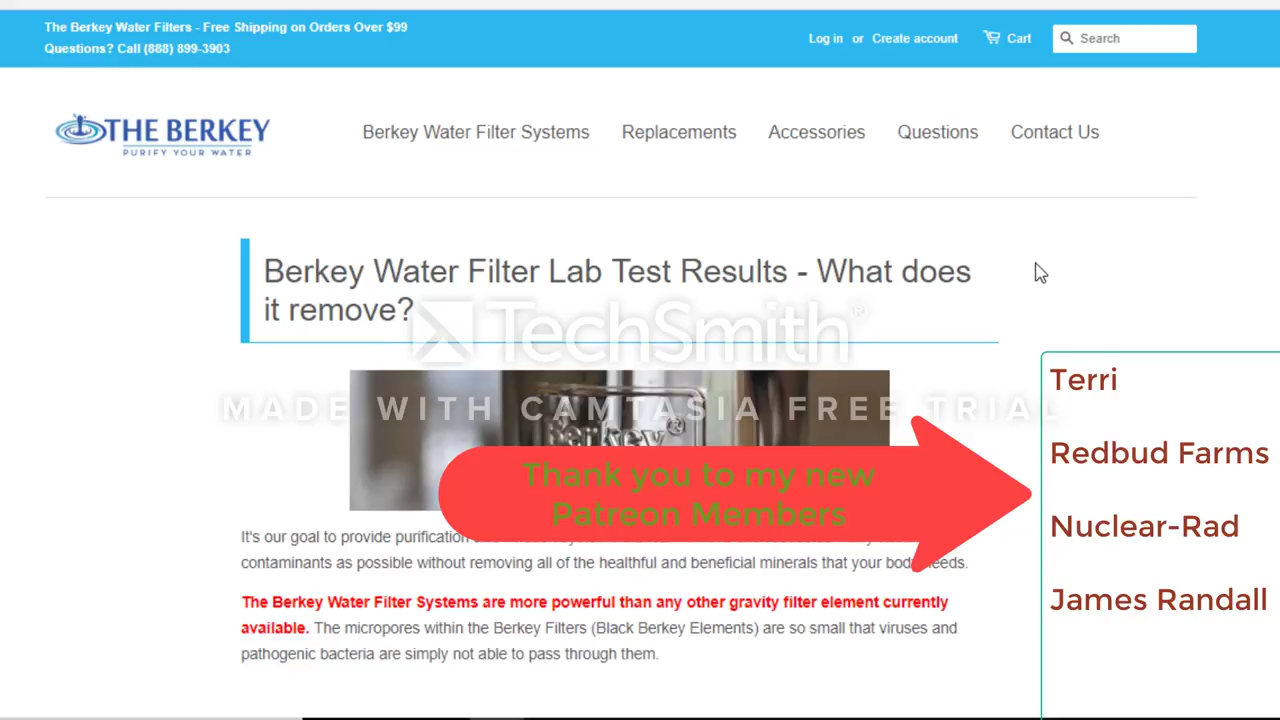 The Berkey Water Filters - Free Shipping on Orders Over $99
Questions? Call (888) 899-3903
Log in or Create account Cart Search
THE BERKEY
PURIFY YOUR WATER
Berkey Water Filter Systems Replacements Accessories Questions Contact Us
Berkey Water Filter Lab Test Results - What does
it remove?
TechSmith®
MADE WITH CAMTASIA FREE TRIAL
Berkey®
Thank you to my new
Patreon Members
Terri
Redbud Farms
Nuclear-Rad
James Randall
It's our goal to provide purification
contaminants as possible without removing all of the healthful and beneficial minerals that your body needs.
The Berkey Water Filter Systems are more powerful than any other gravity filter element currently
available. The micropores within the Berkey Filters (Black Berkey Elements) are so small that viruses and
pathogenic bacteria are simply not able to pass through them.